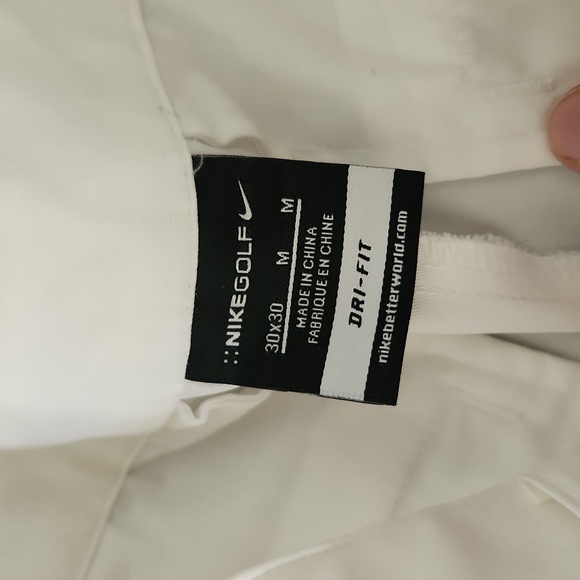 ::NIKEGOLF
30X30 M M
MADE IN CHINA
FABRIQUE EN CHINE
DRI-FIT
nikebetterworld.com